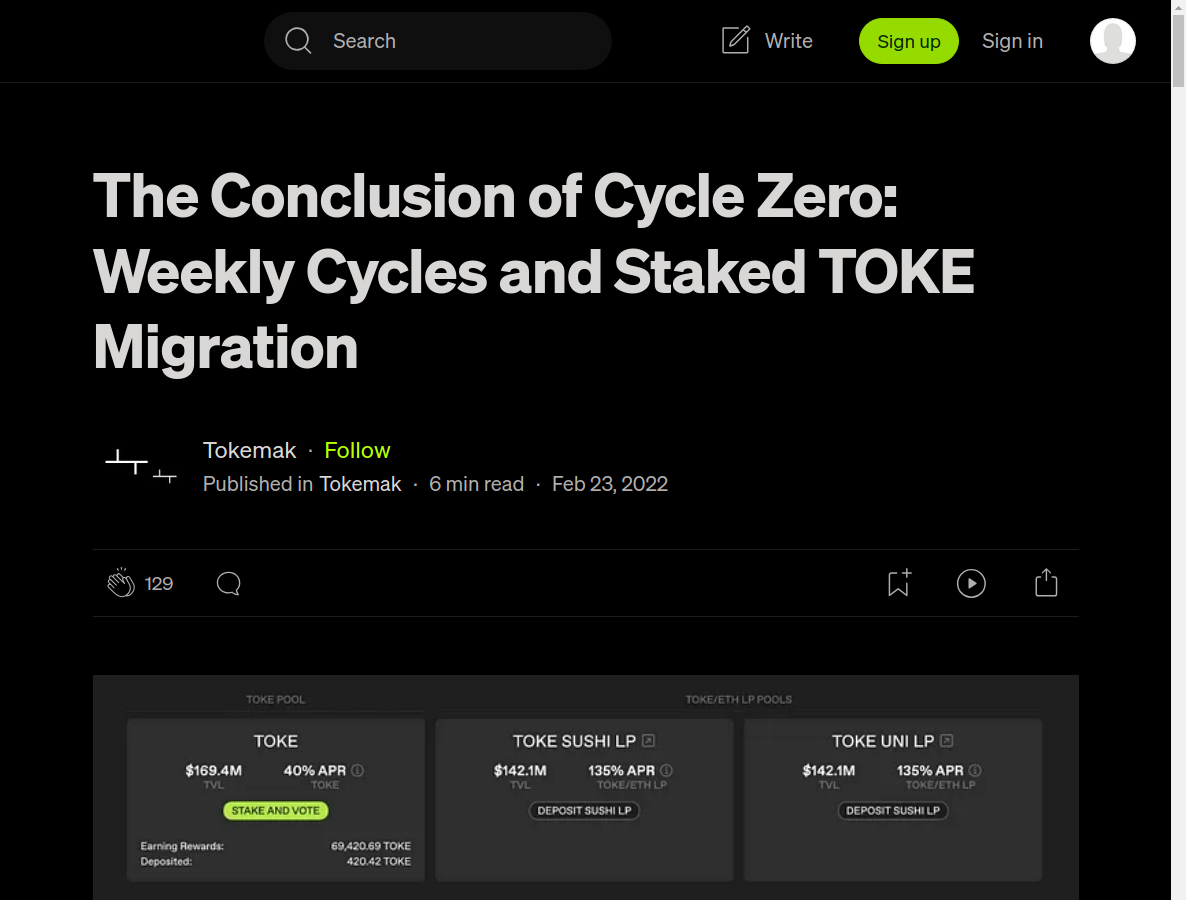 Search
Write
Sign up
Sign in
The Conclusion of Cycle Zero:
Weekly Cycles and Staked TOKE
Migration
Tokemak · Follow
Published in Tokemak · 6 min read · Feb 23, 2022
129
TOKE POOL
TOKE/ETH LP POOLS
TOKE
$169.4M 40% APR
TVL TOKE
STAKE AND VOTE
Earning Rewards: 69,420.69 TOKE
Deposited: 420.42 TOKE
TOKE SUSHI LP
$142.1M 135% APR
TVL TOKE/ETH LP
DEPOSIT SUSHI LP
TOKE UNI LP
$142.1M 135% APR
TVL TOKE/ETH LP
DEPOSIT SUSHI LP